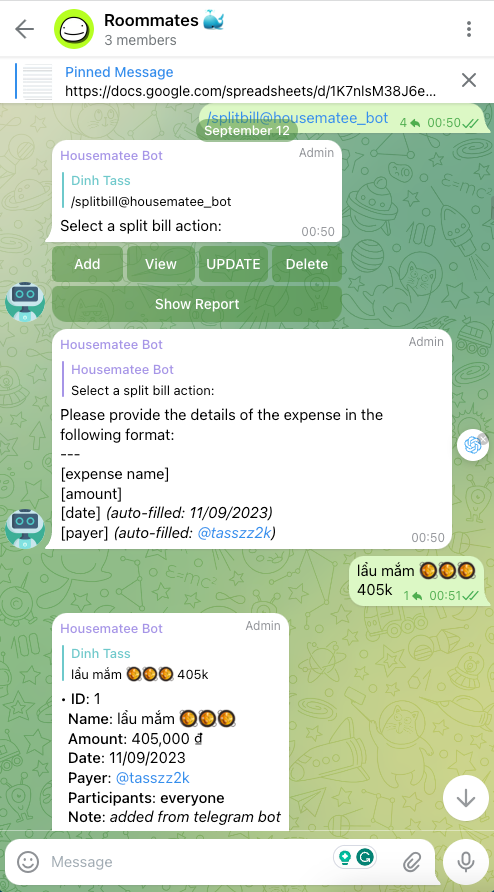 Roommates 🐳
3 members
Pinned Message
https://docs.google.com/spreadsheets/d/1K7nlsM38J6e...
/splitbill@housematee_bot
4 00:50
September 12
Housematee Bot Admin
Dinh Tass
/splitbill@housematee_bot
Select a split bill action:
00:50
Add View UPDATE Delete
Show Report
Housematee Bot Admin
Housematee Bot
Select a split bill action:
Please provide the details of the expense in the
following format:
---
[expense name]
[amount]
[date] (auto-filled: 11/09/2023)
[payer] (auto-filled: @tasszz2k)
00:50
lẩu mắm 🥘🥘🥘
405k 1 00:51
Housematee Bot Admin
Dinh Tass
lẩu mắm 🥘🥘🥘 405k
• ID: 1
Name: lẩu mắm 🥘🥘🥘
Amount: 405,000 ₫
Date: 11/09/2023
Payer: @tasszz2k
Participants: everyone
Note: added from telegram bot
Message